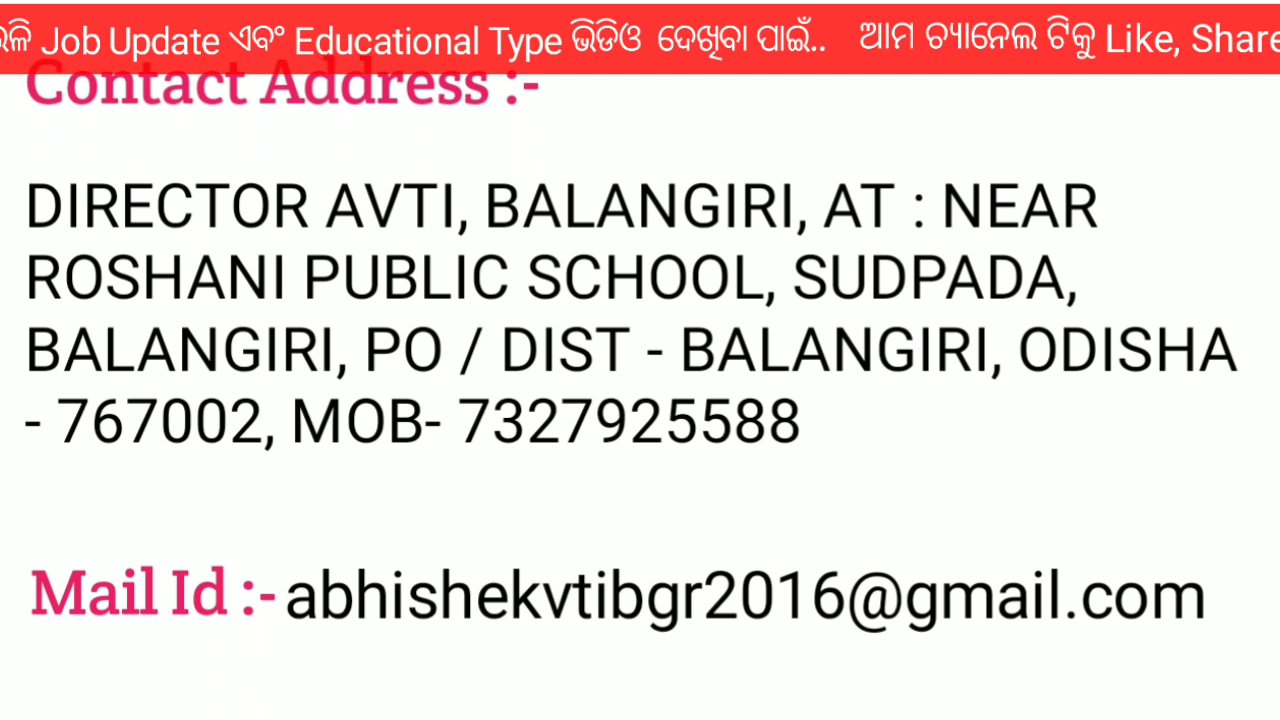 Job Update ଏବଂ Educational Type ଭିଡିଓ ଦେଖିବା ପାଇଁ.. ଆମ ଚ୍ୟାନେଲ ଟିକୁ Like, Share
Contact Address :-
DIRECTOR AVTI, BALANGIRI, AT : NEAR
ROSHANI PUBLIC SCHOOL, SUDPADA,
BALANGIRI, PO / DIST - BALANGIRI, ODISHA
- 767002, MOB- 7327925588
Mail Id :- abhishekvtibgr2016@gmail.com